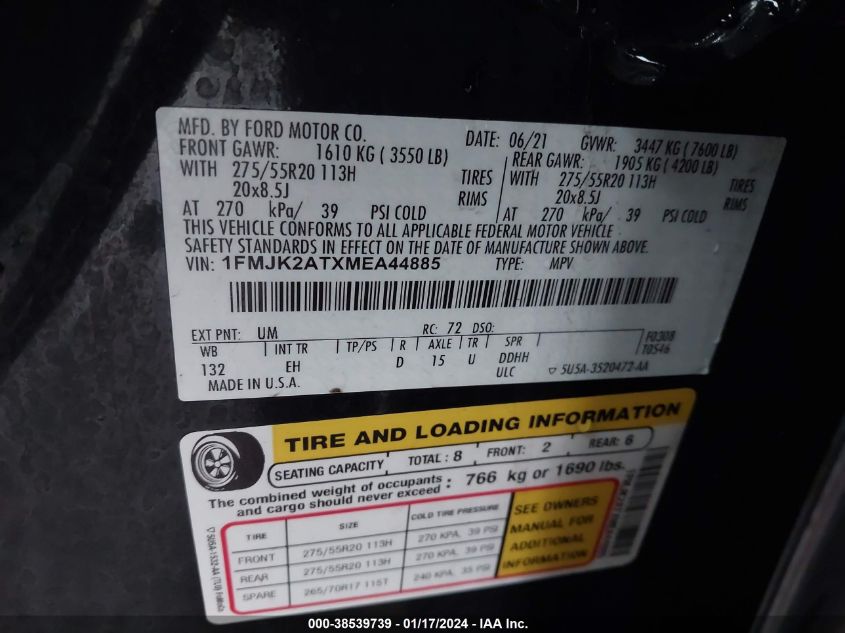 MFD. BY FORD MOTOR CO. DATE: 06/21 GVWR: 3447 KG ( 7600 LB)
FRONT GAWR: 1610 KG ( 3550 LB) REAR GAWR: 1905 KG ( 4200 LB)
WITH 275/55R20 113H TIRES WITH 275/55R20 113H TIRES
20x8.5J RIMS 20x8.5J RIMS
AT 270 kPa/ 39 PSI COLD AT 270 kPa/ 39 PSI COLD
THIS VEHICLE CONFORMS TO ALL APPLICABLE FEDERAL MOTOR VEHICLE
SAFETY STANDARDS IN EFFECT ON THE DATE OF MANUFACTURE SHOWN ABOVE.
VIN: 1FMJK2ATXMEA44885 TYPE: MPV
EXT PNT: UM RC: 72 DSO: F0308
WB INT TR TP/PS R AXLE TR SPR T0546
132 EH D 15 U DDHH
ULC 5U5A-3520472-AA
MADE IN U.S.A.
TIRE AND LOADING INFORMATION
SEATING CAPACITY TOTAL : 8 FRONT: 2 REAR: 6
The combined weight of occupants and cargo should never exceed : 766 kg or 1690 lbs.
TIRE SIZE COLD TIRE PRESSURE
FRONT 275/55R20 113H 270 KPA, 39 PSI
REAR 275/55R20 113H 270 KPA, 39 PSI
SPARE 265/70R17 115T 240 KPA, 35 PSI
SEE OWNERS
MANUAL FOR
ADDITIONAL
INFORMATION
000-38539739 - 01/17/2024 - IAA Inc.